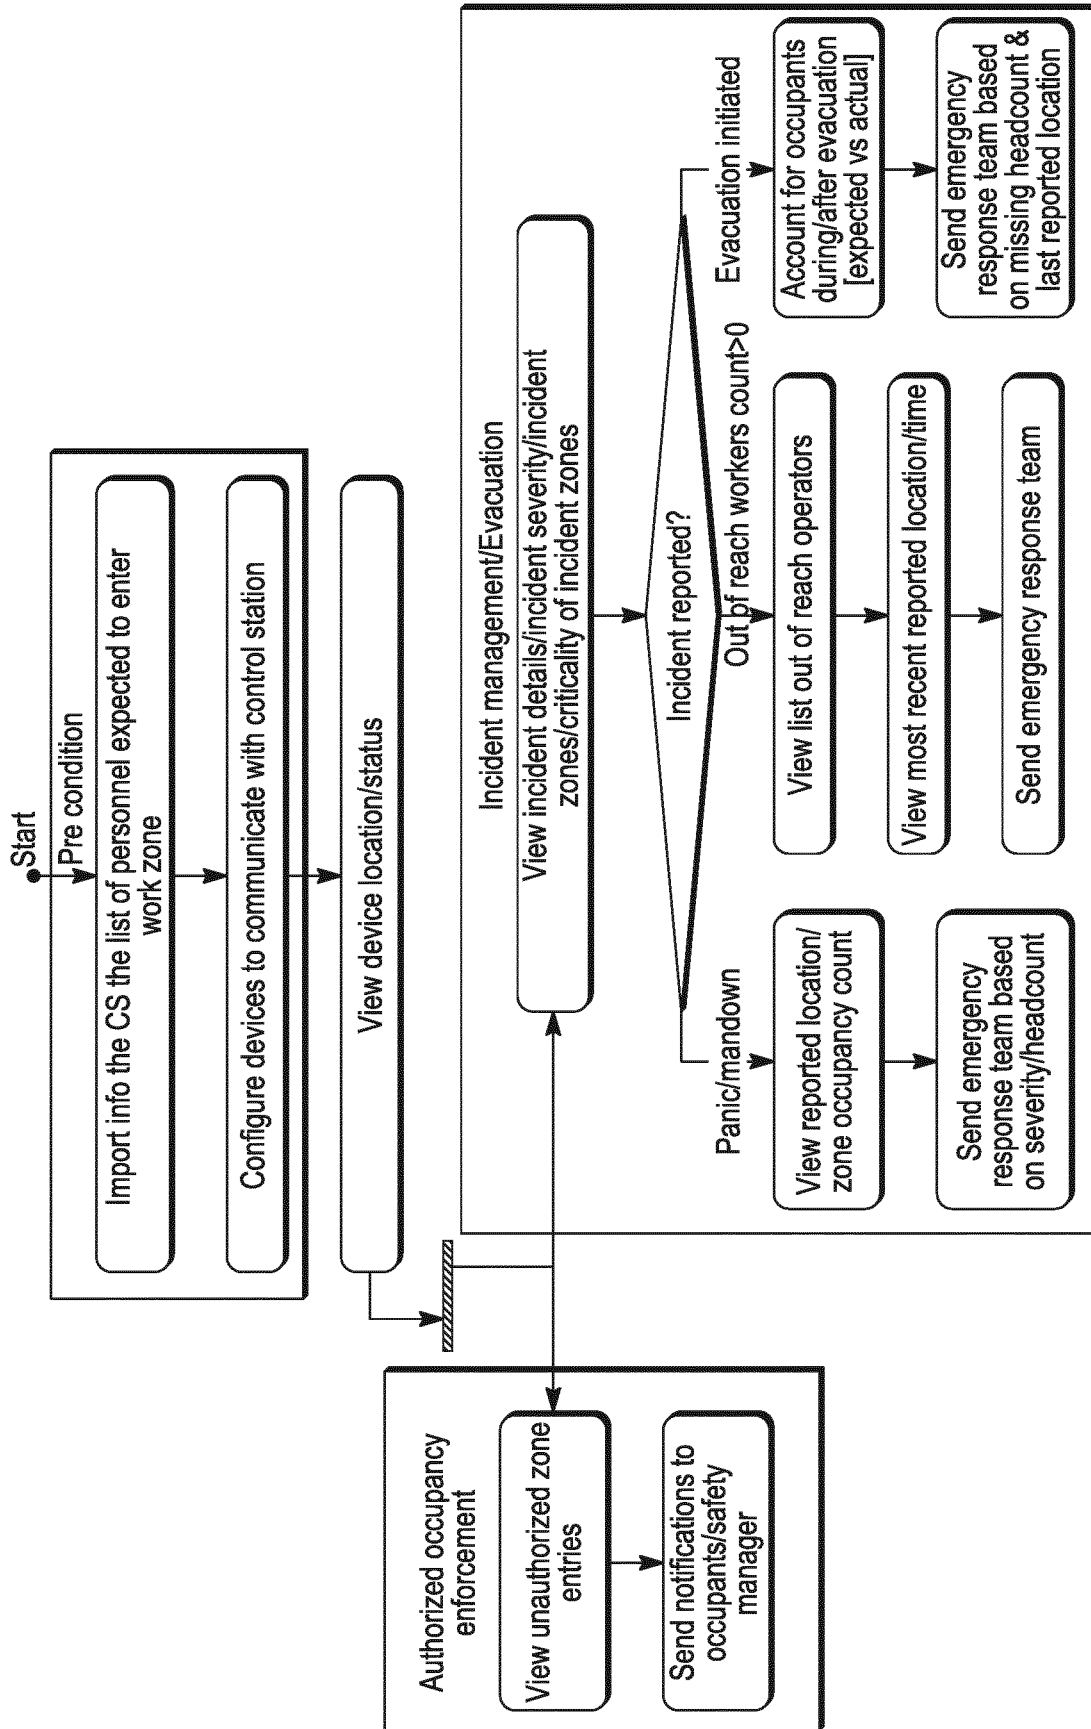 Start
Pre condition
Import info the CS the list of personnel expected to enter
work zone
Configure devices to communicate with control station
View device location/status
Authorized occupancy
enforcement
View unauthorized zone
entries
Send notifications to
occupants/safety
manager
Incident management/Evacuation
View incident details/incident severity/incident
zones/criticality of incident zones
Incident reported?
Panic/mandown
View reported location/
zone occupancy count
Send emergency
response team based
on severity/headcount
Out of reach workers count>0
View list out of reach operators
View most recent reported location/time
Send emergency response team
Evacuation initiated
Account for occupants
during/after evacuation
[expected vs actual]
Send emergency
response team based
on missing headcount &
last reported location